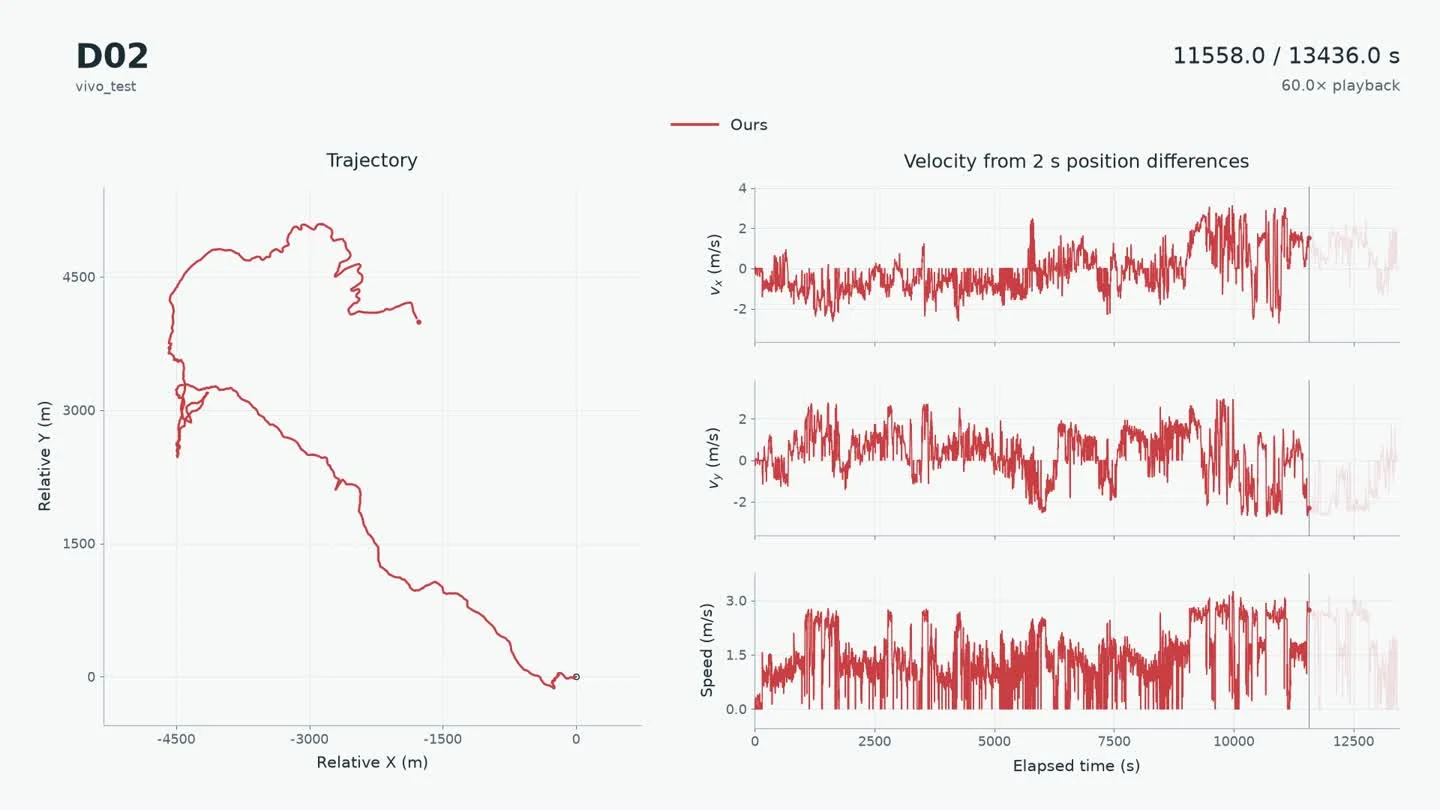 D02
vivo_test
11558.0 / 13436.0 s
60.0× playback
Ours
Trajectory
Relative Y (m)
4500
3000
1500
0
-4500 -3000 -1500 0
Relative X (m)
Velocity from 2 s position differences
vx (m/s)
4
2
0
-2
vy (m/s)
2
0
-2
Speed (m/s)
3.0
1.5
0.0
0 2500 5000 7500 10000 12500
Elapsed time (s)